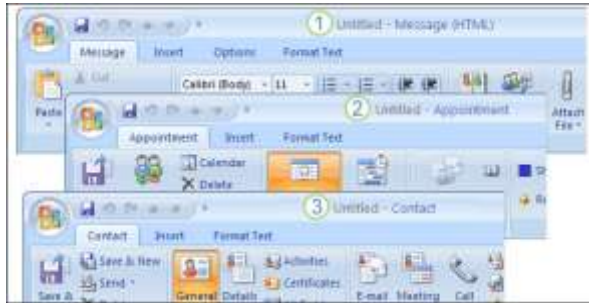 1 Untitled - Message (HTML)
Message Insert Options Format Text
Cut Calibri (Body) 11
Paste Attach File
2 Untitled - Appointment
Appointment Insert Format Text
Calendar
Delete
3 Untitled - Contact
Contact Insert Format Text
Save & New Activities
Send Certificates
Save & General Details E-mail Meeting Call